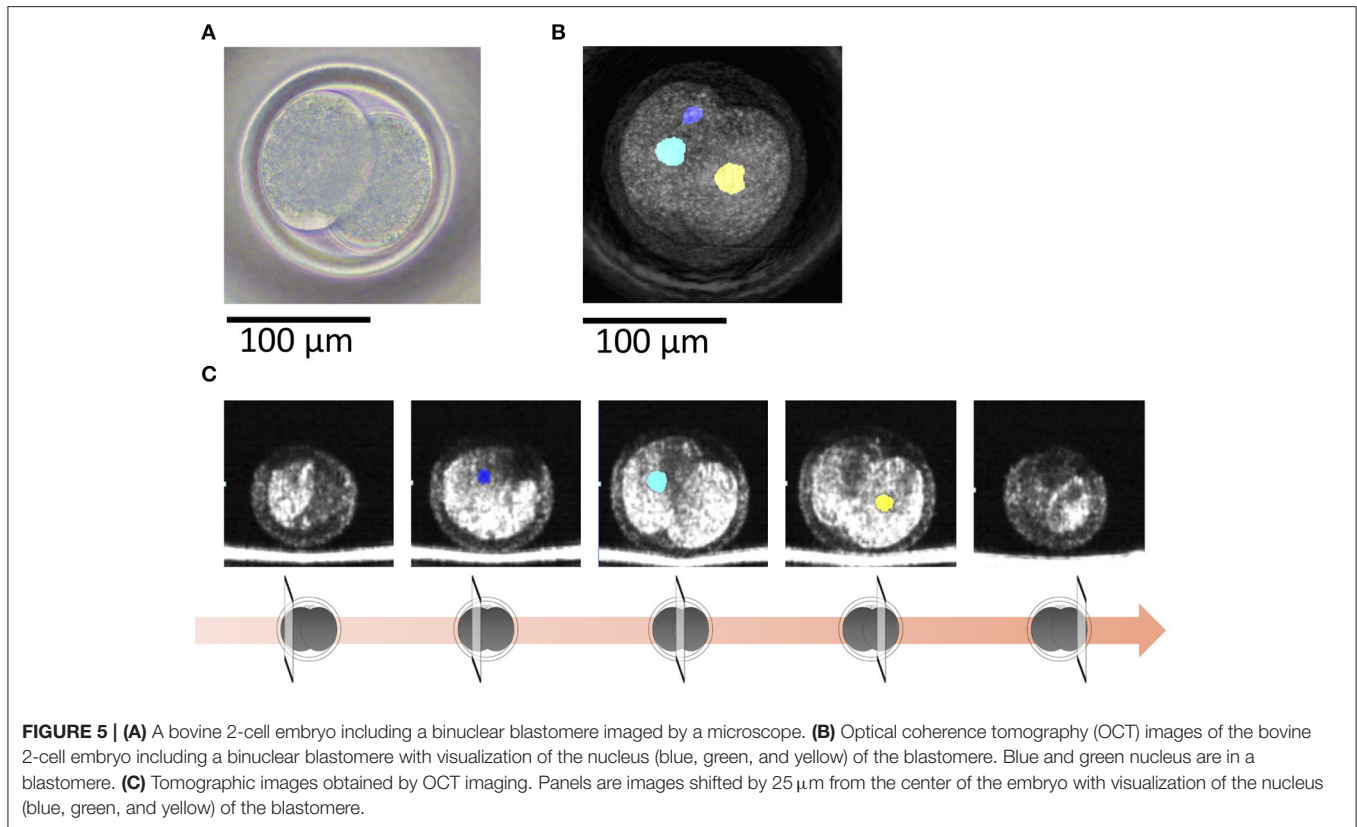 A
B
100 µm
100 µm
C
FIGURE 5 | (A) A bovine 2-cell embryo including a binuclear blastomere imaged by a microscope. (B) Optical coherence tomography (OCT) images of the bovine
2-cell embryo including a binuclear blastomere with visualization of the nucleus (blue, green, and yellow) of the blastomere. Blue and green nucleus are in a
blastomere. (C) Tomographic images obtained by OCT imaging. Panels are images shifted by 25 µm from the center of the embryo with visualization of the nucleus
(blue, green, and yellow) of the blastomere.